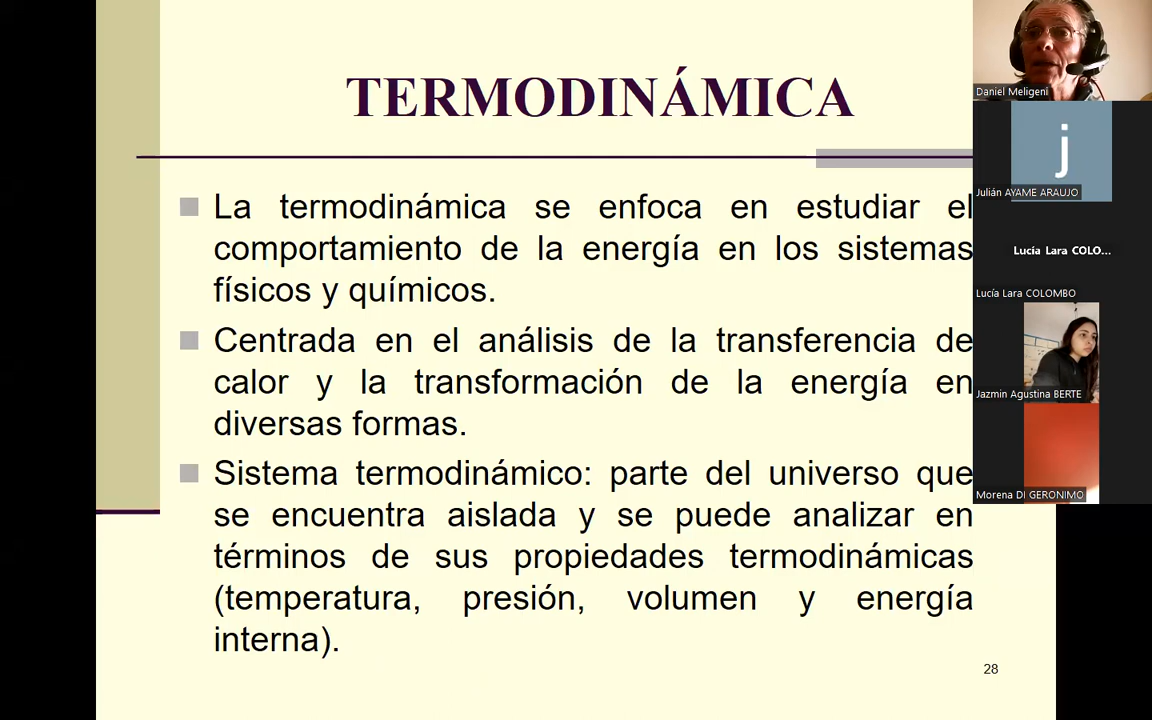 TERMODINÁMICA
La termodinámica se enfoca en estudiar el
comportamiento de la energía en los sistemas
físicos y químicos.
Centrada en el análisis de la transferencia de
calor y la transformación de la energía en
diversas formas.
Sistema termodinámico: parte del universo que
se encuentra aislada y se puede analizar en
términos de sus propiedades termodinámicas
(temperatura, presión, volumen y energía
interna).
28
Daniel Meligeni
j
Julián AYAME ARAUJO
Lucía Lara COLO...
Lucía Lara COLOMBO
Jazmin Agustina BERTE
Morena DI GERONIMO